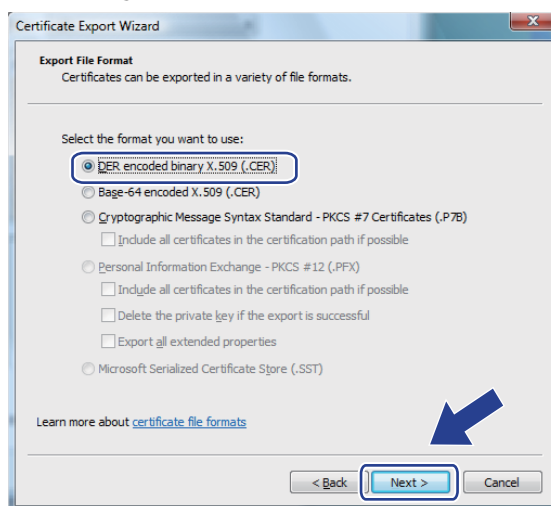 Certificate Export Wizard
Export File Format
Certificates can be exported in a variety of file formats.
Select the format you want to use:
DER encoded binary X.509 (.CER)
Base-64 encoded X.509 (.CER)
Cryptographic Message Syntax Standard - PKCS #7 Certificates (.P7B)
Include all certificates in the certification path if possible
Personal Information Exchange - PKCS #12 (.PFX)
Include all certificates in the certification path if possible
Delete the private key if the export is successful
Export all extended properties
Microsoft Serialized Certificate Store (.SST)
Learn more about certificate file formats
< Back Next > Cancel